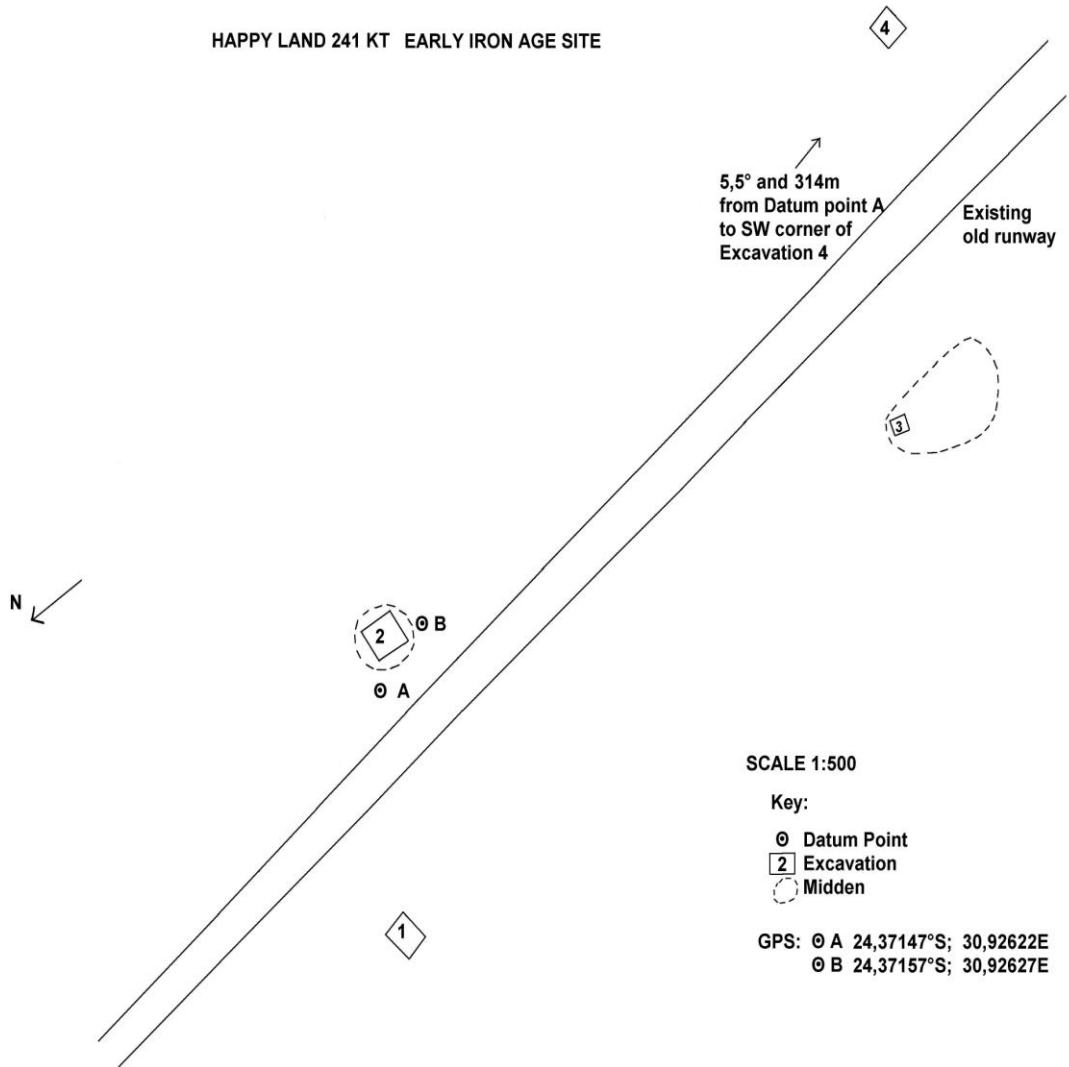 HAPPY LAND 241 KT EARLY IRON AGE SITE
4
5,5° and 314m
from Datum point A
to SW corner of
Excavation 4
Existing
old runway
3
N
2
B
A
SCALE 1:500
Key:
Datum Point
2 Excavation
Midden
1
GPS: A 24,37147°S; 30,92622E
B 24,37157°S; 30,92627E